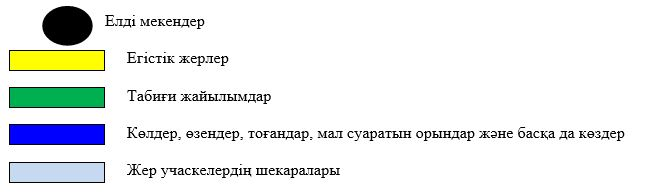 Елді мекендер
Егістік жерлер
Табиғи жайылымдар
Көлдер, өзендер, тоғандар, мал суаратын орындар және басқа да көздер
Жер учаскелердің шекаралары